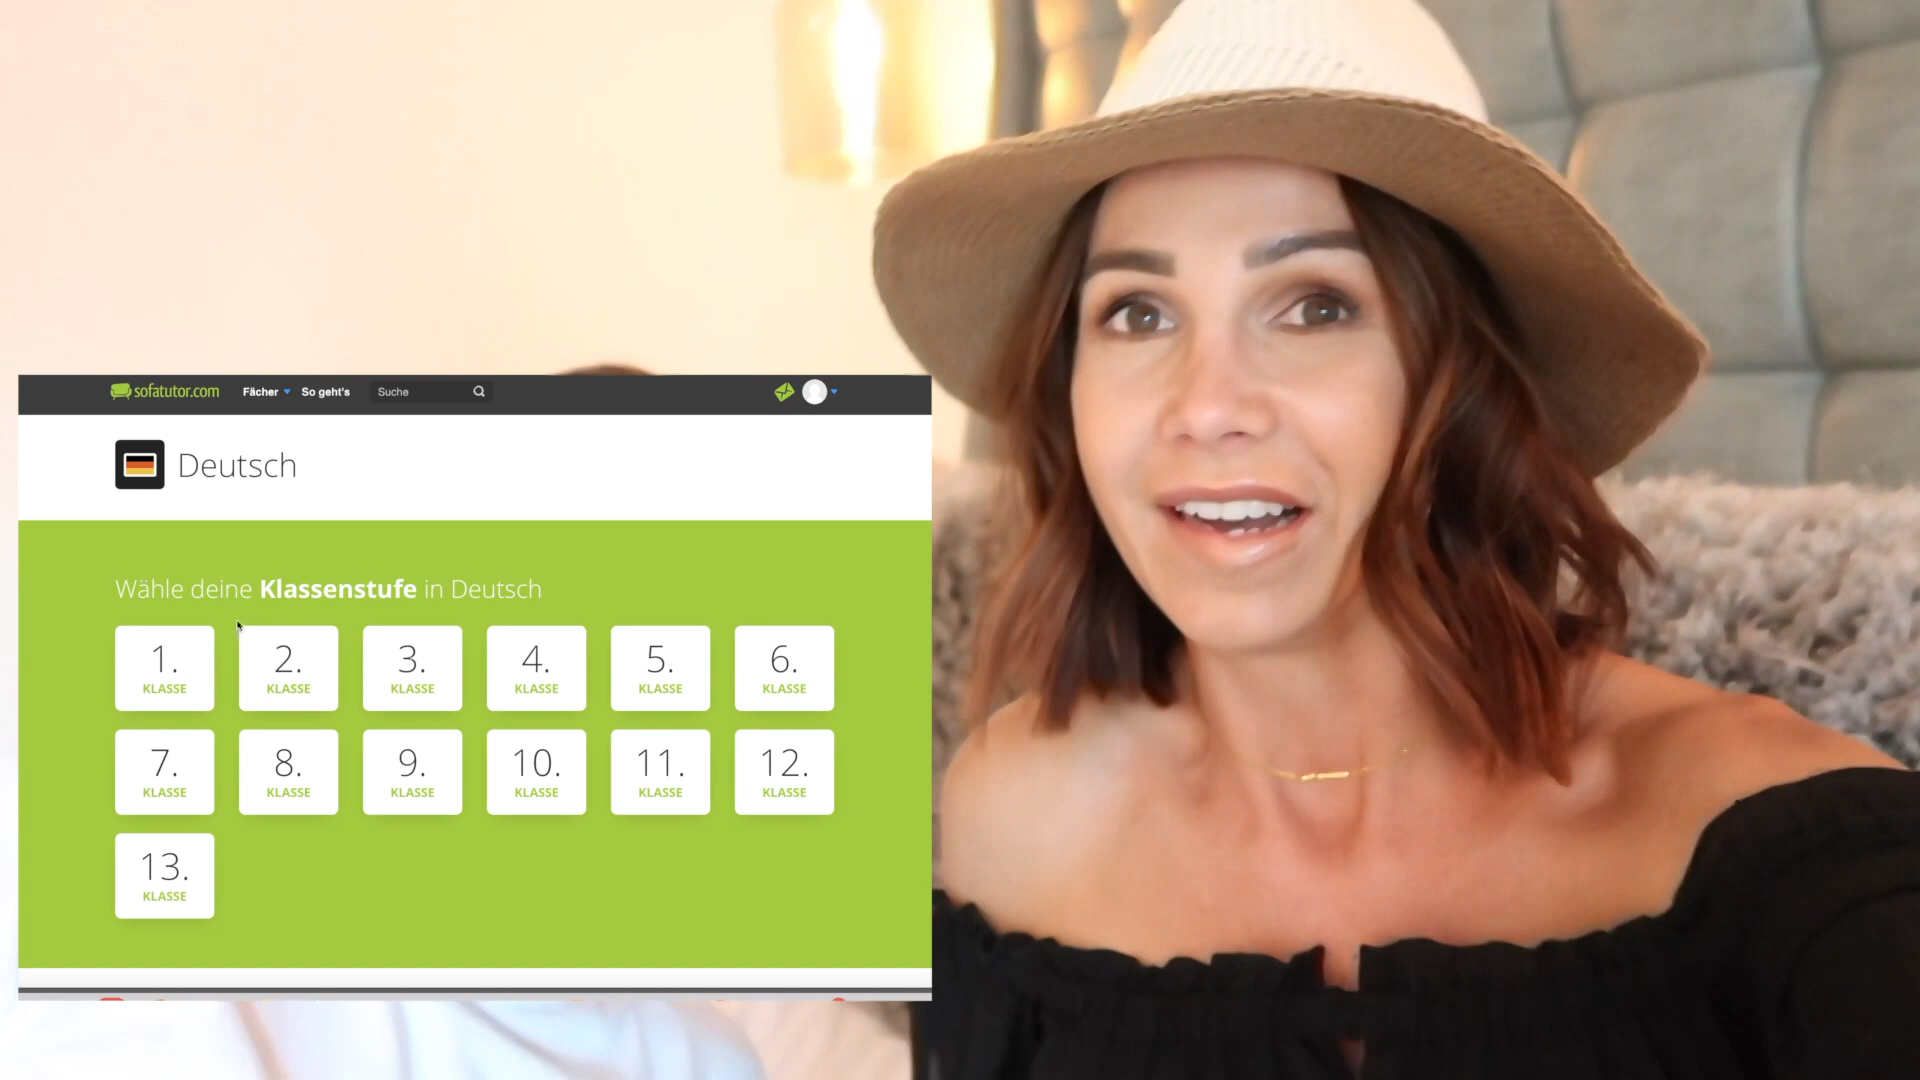 sofatutor.com Fächer So geht's Suche
Deutsch
Wähle deine Klassenstufe in Deutsch
1. 2. 3. 4. 5. 6.
KLASSE KLASSE KLASSE KLASSE KLASSE KLASSE
7. 8. 9. 10. 11. 12.
KLASSE KLASSE KLASSE KLASSE KLASSE KLASSE
13.
KLASSE